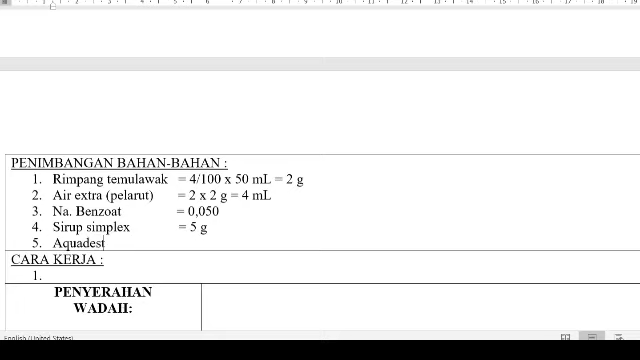 PENIMBANGAN BAHAN-BAHAN :
1. Rimpang temulawak = 4/100 x 50 mL = 2 g
2. Air extra (pelarut) = 2 x 2 g = 4 mL
3. Na. Benzoat = 0,050
4. Sirup simplex = 5 g
5. Aquadest
CARA KERJA :
1.
PENYERAHAN
WADAH:
English (United States)